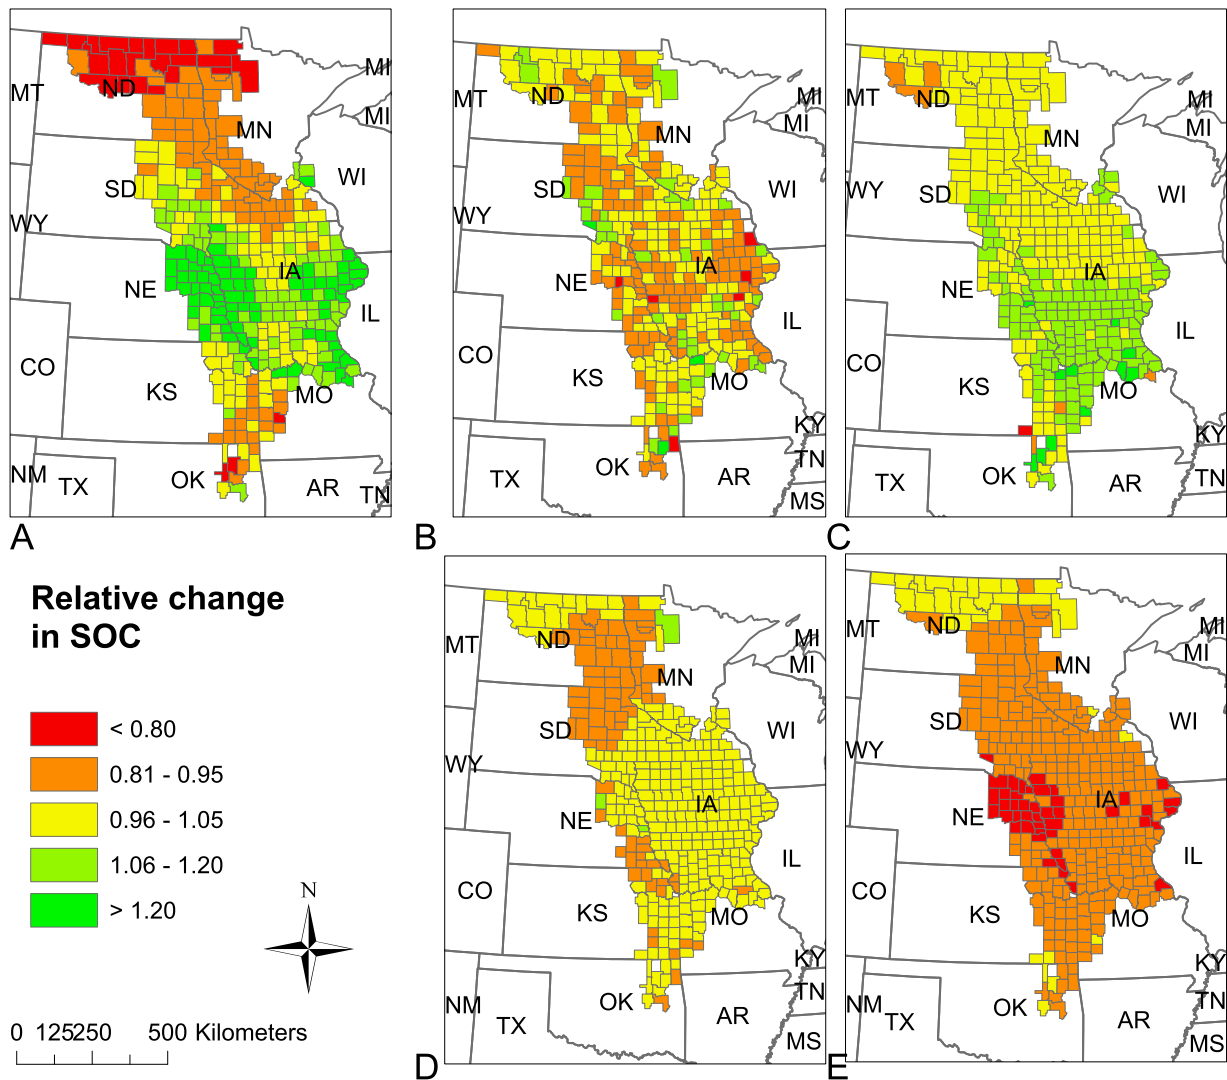 MT
ND
MN
MI
MI
WI
SD
WY
IA
NE
IL
CO
KS
MO
NM
TX
OK
AR
TN
A
MT
ND
MN
MI
MI
WI
SD
WY
IA
NE
IL
CO
KS
MO
KY
TN
TX
OK
AR
MS
B
MT
ND
MN
MI
MI
WI
SD
WY
IA
NE
IL
CO
KS
MO
KY
TX
OK
AR
TN
C
Relative change
in SOC
< 0.80
0.81 - 0.95
0.96 - 1.05
1.06 - 1.20
> 1.20
N
0 125250 500 Kilometers
MT
ND
MN
MI
MI
WI
SD
WY
IA
NE
IL
CO
KS
MO
KY
TN
NM
TX
OK
AR
MS
D
MT
ND
MN
MI
MI
WI
SD
WY
IA
NE
IL
CO
KS
MO
KY
TN
NM
TX
OK
AR
MS
E